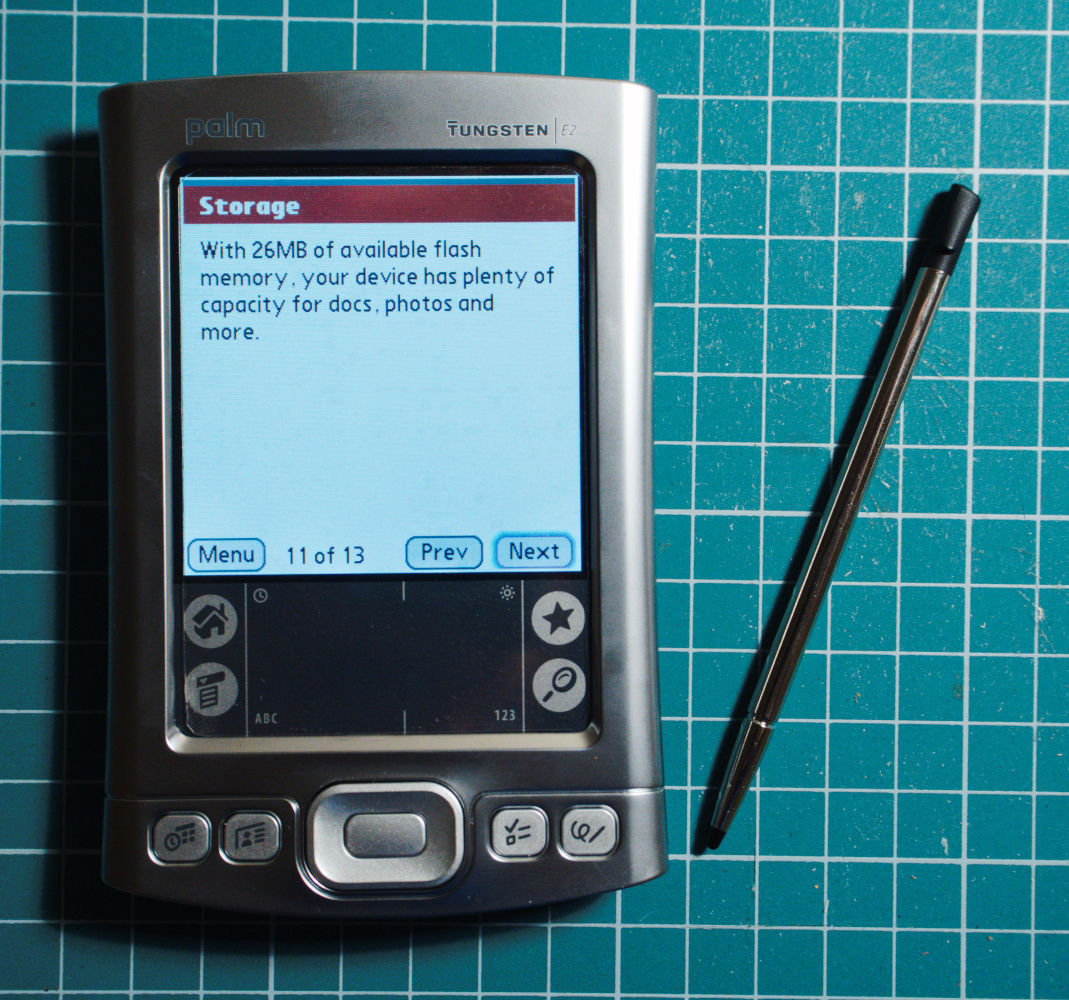 palm
TUNGSTEN | E2
Storage
With 26MB of available flash
memory, your device has plenty of
capacity for docs, photos and
more.
Menu 11 of 13 Prev Next
ABC 123